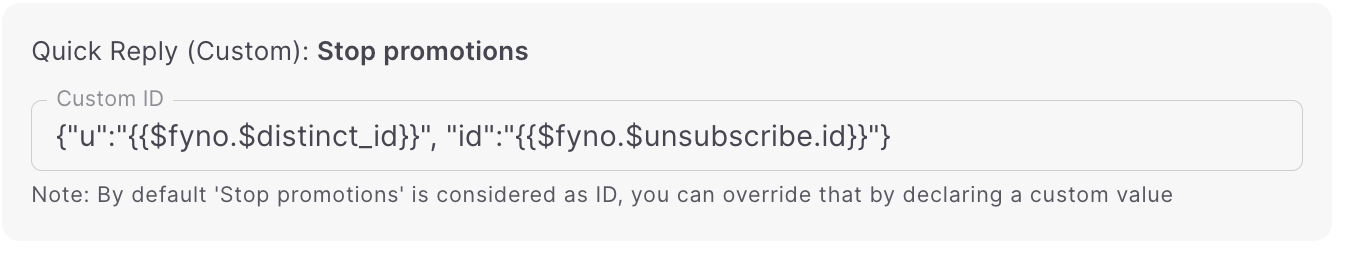 Quick Reply (Custom): Stop promotions
Custom ID
{"u":"{{$fyno.$distinct_id}}", "id":"{{$fyno.$unsubscribe.id}}"}
Note: By default 'Stop promotions' is considered as ID, you can override that by declaring a custom value